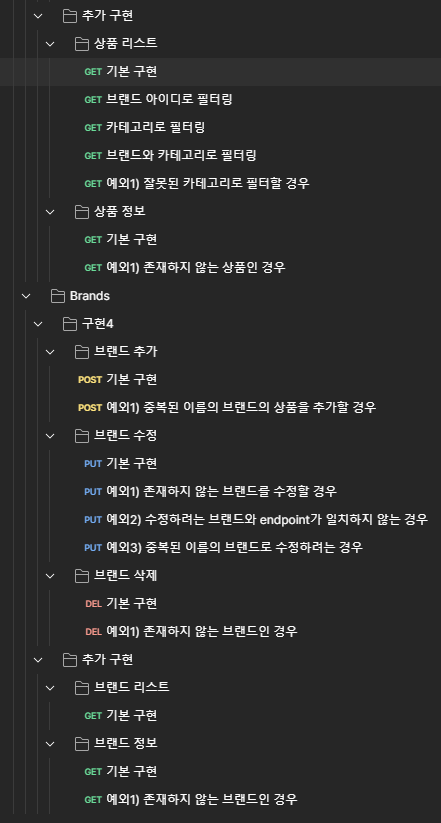 추가 구현
상품 리스트
GET 기본 구현
GET 브랜드 아이디로 필터링
GET 카테고리로 필터링
GET 브랜드와 카테고리로 필터링
GET 예외1) 잘못된 카테고리로 필터할 경우
상품 정보
GET 기본 구현
GET 예외1) 존재하지 않는 상품인 경우
Brands
구현4
브랜드 추가
POST 기본 구현
POST 예외1) 중복된 이름의 브랜드의 상품을 추가할 경우
브랜드 수정
PUT 기본 구현
PUT 예외1) 존재하지 않는 브랜드를 수정할 경우
PUT 예외2) 수정하려는 브랜드와 endpoint가 일치하지 않는 경우
PUT 예외3) 중복된 이름의 브랜드로 수정하려는 경우
브랜드 삭제
DEL 기본 구현
DEL 예외1) 존재하지 않는 브랜드인 경우
추가 구현
브랜드 리스트
GET 기본 구현
브랜드 정보
GET 기본 구현
GET 예외1) 존재하지 않는 브랜드인 경우